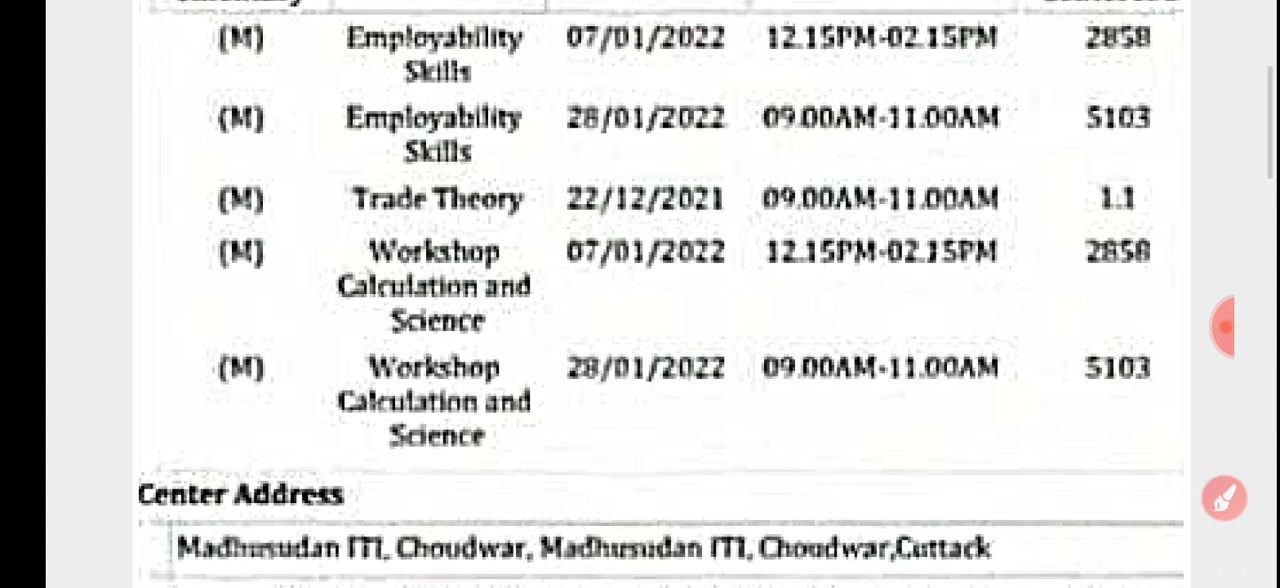 (M) Employability 07/01/2022 12.15PM-02.15PM 2858
Skills
(M) Employability 28/01/2022 09.00AM-11.00AM 5103
Skills
(M) Trade Theory 22/12/2021 09.00AM-11.00AM 1.1
(M) Workshop 07/01/2022 12.15PM-02.15PM 2858
Calculation and
Science
(M) Workshop 28/01/2022 09.00AM-11.00AM 5103
Calculation and
Science
Center Address
Madhusudan ITI, Choudwar, Madhusudan ITI, Choudwar,Cuttack